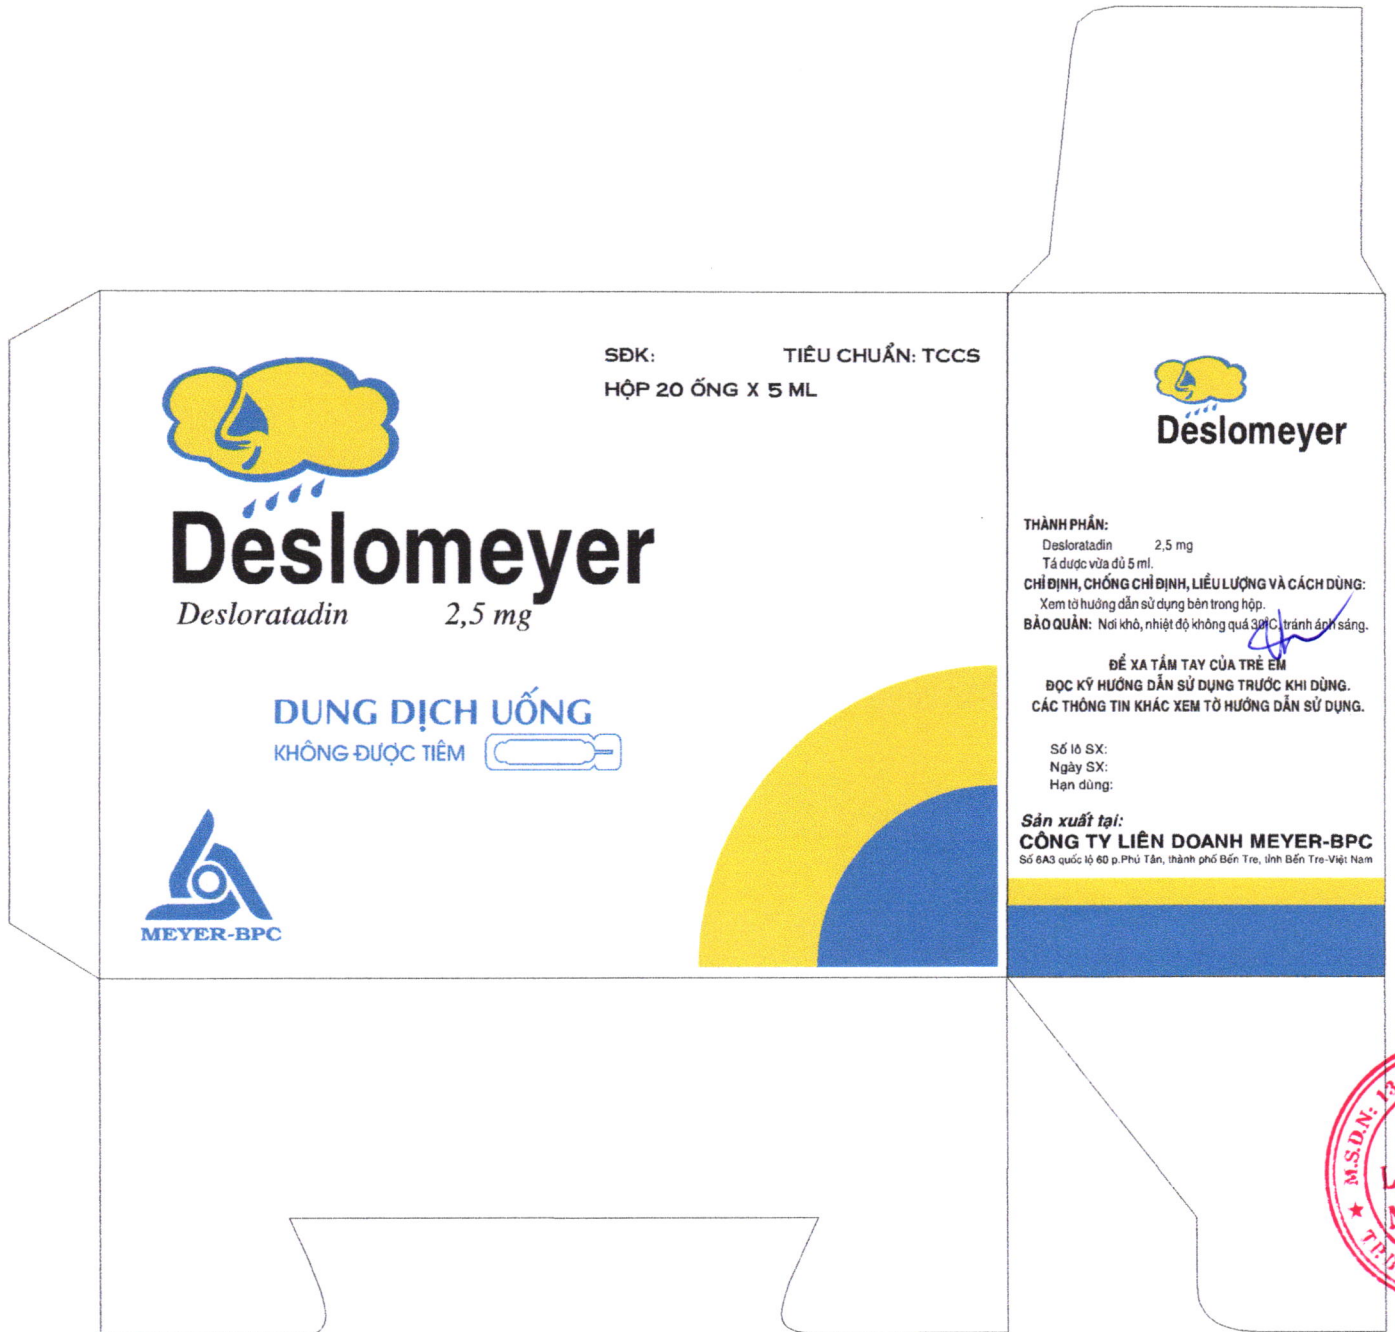 SĐK: TIÊU CHUẨN: TCCS
HỘP 20 ỐNG X 5 ML
Deslomeyer
Desloratadin 2,5 mg
DUNG DỊCH UỐNG
KHÔNG ĐƯỢC TIÊM
MEYER-BPC
Deslomeyer
THÀNH PHẦN:
Desloratadin 2,5 mg
Tá dược vừa đủ 5 ml.
CHỈ ĐỊNH, CHỐNG CHỈ ĐỊNH, LIỀU LƯỢNG VÀ CÁCH DÙNG:
Xem tờ hướng dẫn sử dụng bên trong hộp.
BẢO QUẢN: Nơi khô, nhiệt độ không quá 30°C, tránh ánh sáng.
ĐỂ XA TẦM TAY CỦA TRẺ EM
ĐỌC KỸ HƯỚNG DẪN SỬ DỤNG TRƯỚC KHI DÙNG.
CÁC THÔNG TIN KHÁC XEM TỜ HƯỚNG DẪN SỬ DỤNG.
Số lô SX:
Ngày SX:
Hạn dùng:
Sản xuất tại:
CÔNG TY LIÊN DOANH MEYER-BPC
Số 6A3 quốc lộ 60 p.Phú Tân, thành phố Bến Tre, tỉnh Bến Tre-Việt Nam
M.S.D.N: 13